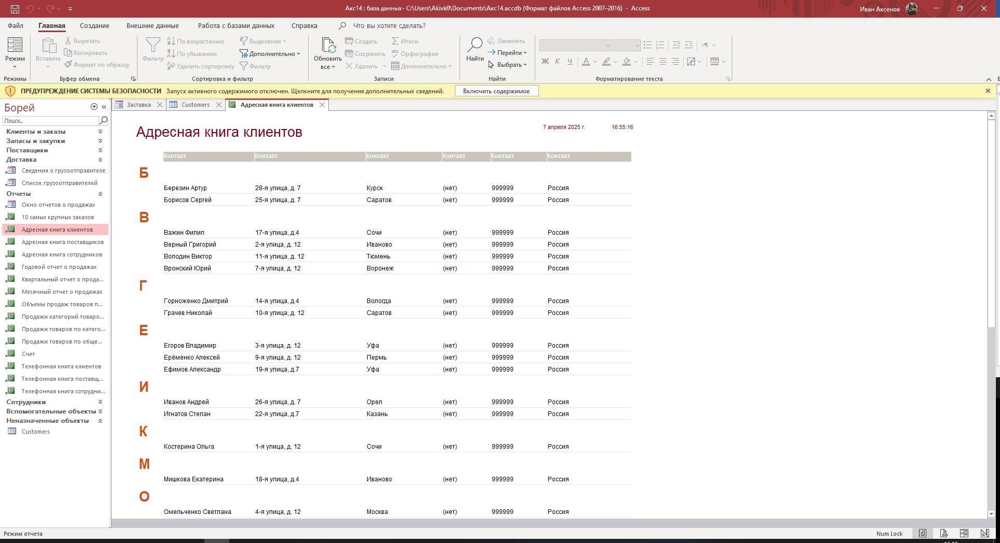 Акс14 : база данных- C:\Users\Akivk0\Documents\Акс14.accdb (Формат файлов Access 2007–2016) - Access
Иван Аксенов
Файл Главная Создание Внешние данные Работа с базами данных Справка Что вы хотите сделать?
Режим
Режимы
Вставить
Вырезать
Копировать
Формат по образцу
Буфер обмена
Фильтр
По возрастанию
По убыванию
Удалить сортировку
Выделение
Дополнительно
Фильтр
Сортировка и фильтр
Обновить
все
Создать
Сохранить
Удалить
Итоги
Орфография
Дополнительно
Записи
Найти
Заменить
Перейти
Выбрать
Найти
Ж К Ч
Форматирование текста
ПРЕДУПРЕЖДЕНИЕ СИСТЕМЫ БЕЗОПАСНОСТИ Запуск активного содержимого отключен. Щелкните для получения дополнительных сведений. Включить содержимое
Борей
Поиск...
Клиенты и заказы
Запасы и закупки
Поставщики
Доставка
Сведения о грузоотправителе
Список грузоотправителей
Отчеты
Окно отчетов о продажах
10 самых крупных заказов
Адресная книга клиентов
Адресная книга поставщиков
Адресная книга сотрудников
Годовой отчет о продажах
Квартальный отчет о прода...
Месячный отчет о продажах
Объемы продаж товаров п...
Продажи категорий товаро...
Продажи товаров по катего...
Продажи товаров по обще...
Счет
Телефонная книга клиентов
Телефонная книга поставщ...
Телефонная книга сотрудни...
Сотрудники
Вспомогательные объекты
Неназначенные объекты
Customers
Заставка Customers Адресная книга клиентов
Адресная книга клиентов 7 апреля 2025 г. 16:55:16
Контакт Контакт Контакт Контакт Контакт Контакт
Б
Березин Артур 28-я улица, д. 7 Курск (нет) 999999 Россия
Борисов Сергей 25-я улица, д. 7 Саратов (нет) 999999 Россия
В
Важин Филип 17-я улица, д.4 Сочи (нет) 999999 Россия
Верный Григорий 2-я улица, д. 12 Иваново (нет) 999999 Россия
Володин Виктор 11-я улица, д. 12 Тюмень (нет) 999999 Россия
Вронский Юрий 7-я улица, д. 12 Воронеж (нет) 999999 Россия
Г
Горноженко Дмитрий 14-я улица, д.4 Вологда (нет) 999999 Россия
Грачев Николай 10-я улица, д. 12 Саратов (нет) 999999 Россия
Е
Егоров Владимир 3-я улица, д. 12 Уфа (нет) 999999 Россия
Ерёменко Алексей 9-я улица, д. 12 Пермь (нет) 999999 Россия
Ефимов Александр 19-я улица, д.7 Уфа (нет) 999999 Россия
И
Иванов Андрей 26-я улица, д. 7 Орел (нет) 999999 Россия
Игнатов Степан 22-я улица, д.7 Казань (нет) 999999 Россия
К
Костерина Ольга 1-я улица, д. 12 Сочи (нет) 999999 Россия
М
Мишкова Екатерина 18-я улица, д.4 Иваново (нет) 999999 Россия
О
Омельченко Светлана 4-я улица, д. 12 Москва (нет) 999999 Россия
Режим отчета
Num Lock